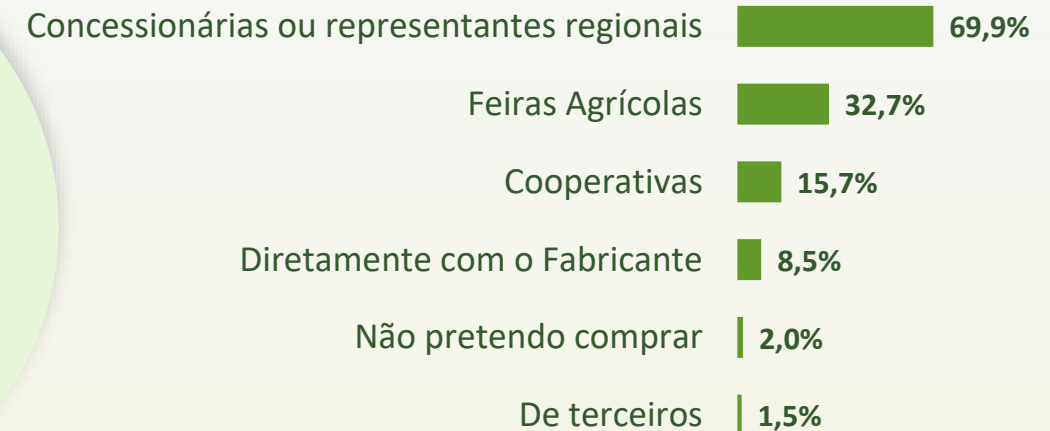 Concessionárias ou representantes regionais 69,9%
Feiras Agrícolas 32,7%
Cooperativas 15,7%
Diretamente com o Fabricante 8,5%
Não pretendo comprar 2,0%
De terceiros 1,5%